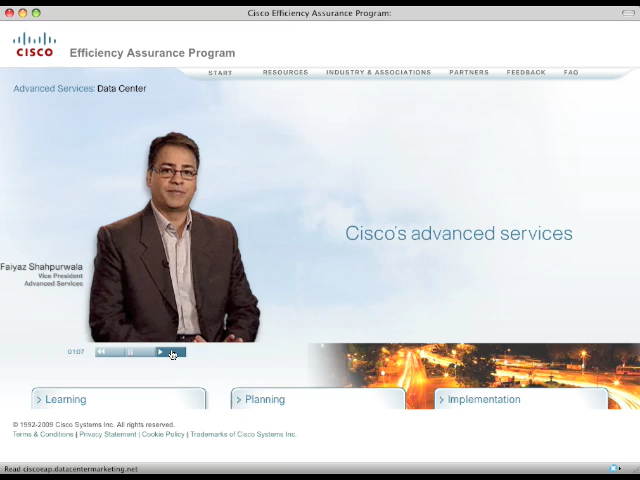 Cisco Efficiency Assurance Program:
CISCO
Efficiency Assurance Program
START RESOURCES INDUSTRY & ASSOCIATIONS PARTNERS FEEDBACK FAQ
Advanced Services: Data Center
Cisco's advanced services
Faiyaz Shahpurwala
Vice President
Advanced Services
01:07
> Learning > Planning > Implementation
© 1992-2009 Cisco Systems Inc. All rights reserved.
Terms & Conditions | Privacy Statement | Cookie Policy | Trademarks of Cisco Systems Inc.
Read ciscoeap.datacentermarketing.net